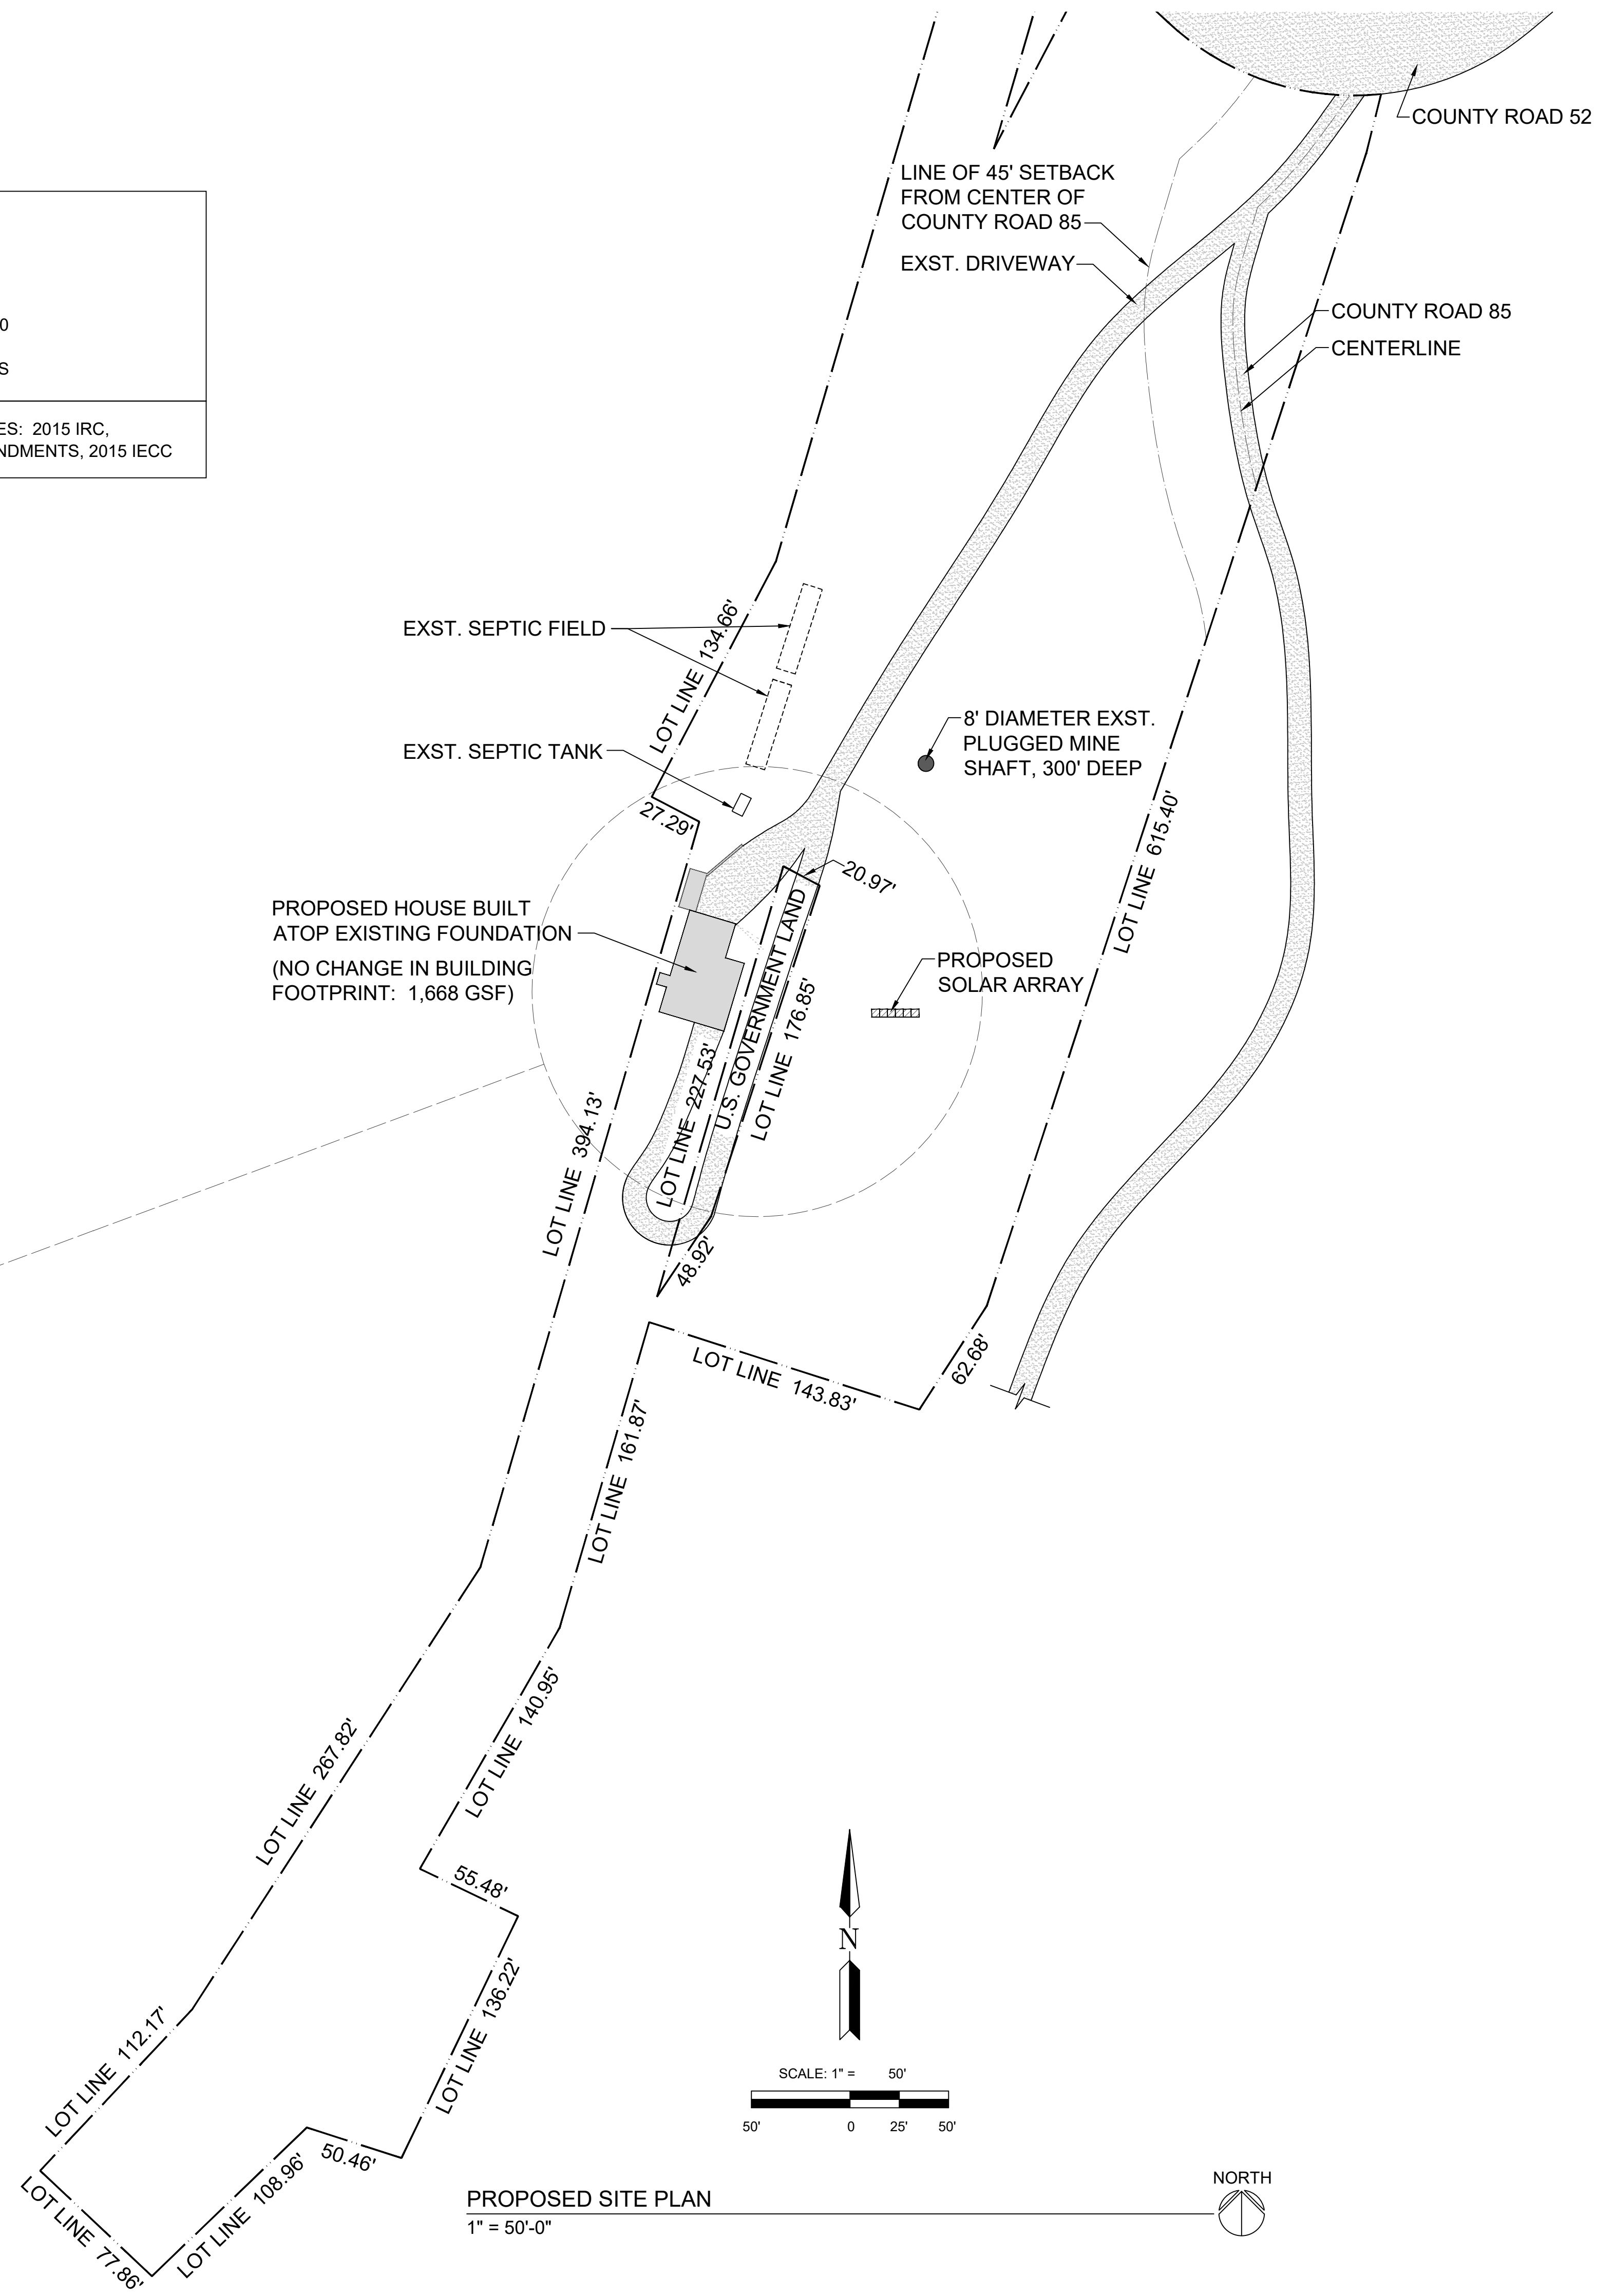 COUNTY ROAD 52
LINE OF 45' SETBACK
FROM CENTER OF
COUNTY ROAD 85
EXST. DRIVEWAY
COUNTY ROAD 85
CENTERLINE
0
S
ES: 2015 IRC,
NDMENTS, 2015 IECC
EXST. SEPTIC FIELD
LOT LINE 134.66'
8' DIAMETER EXST.
PLUGGED MINE
SHAFT, 300' DEEP
EXST. SEPTIC TANK
27.29'
LOT LINE 615.40'
20.97'
PROPOSED HOUSE BUILT
ATOP EXISTING FOUNDATION
(NO CHANGE IN BUILDING
FOOTPRINT: 1,668 GSF)
U.S. GOVERNMENT LAND
PROPOSED
SOLAR ARRAY
LOT LINE 176.85'
LOT LINE 227.53'
LOT LINE 394.13'
48.92'
LOT LINE 143.83'
62.68'
LOT LINE 161.87'
LOT LINE 140.95'
LOT LINE 267.82'
55.48'
LOT LINE 136.22'
LOT LINE 112.17'
50.46'
LOT LINE 108.96'
LOT LINE 77.86'
N
SCALE: 1" = 50'
50' 0 25' 50'
PROPOSED SITE PLAN
1" = 50'-0"
NORTH